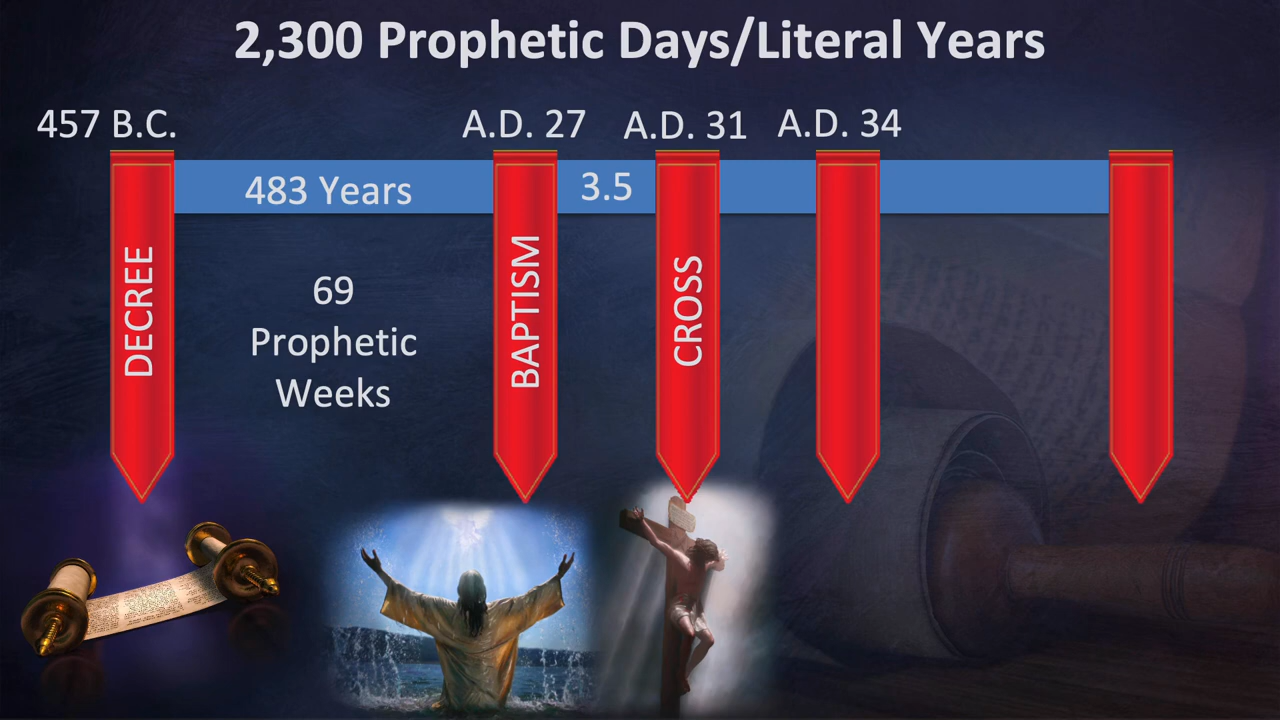 2,300 Prophetic Days/Literal Years
457 B.C.
A.D. 27
A.D. 31
A.D. 34
483 Years
3.5
DECREE
69
Prophetic
Weeks
BAPTISM
CROSS